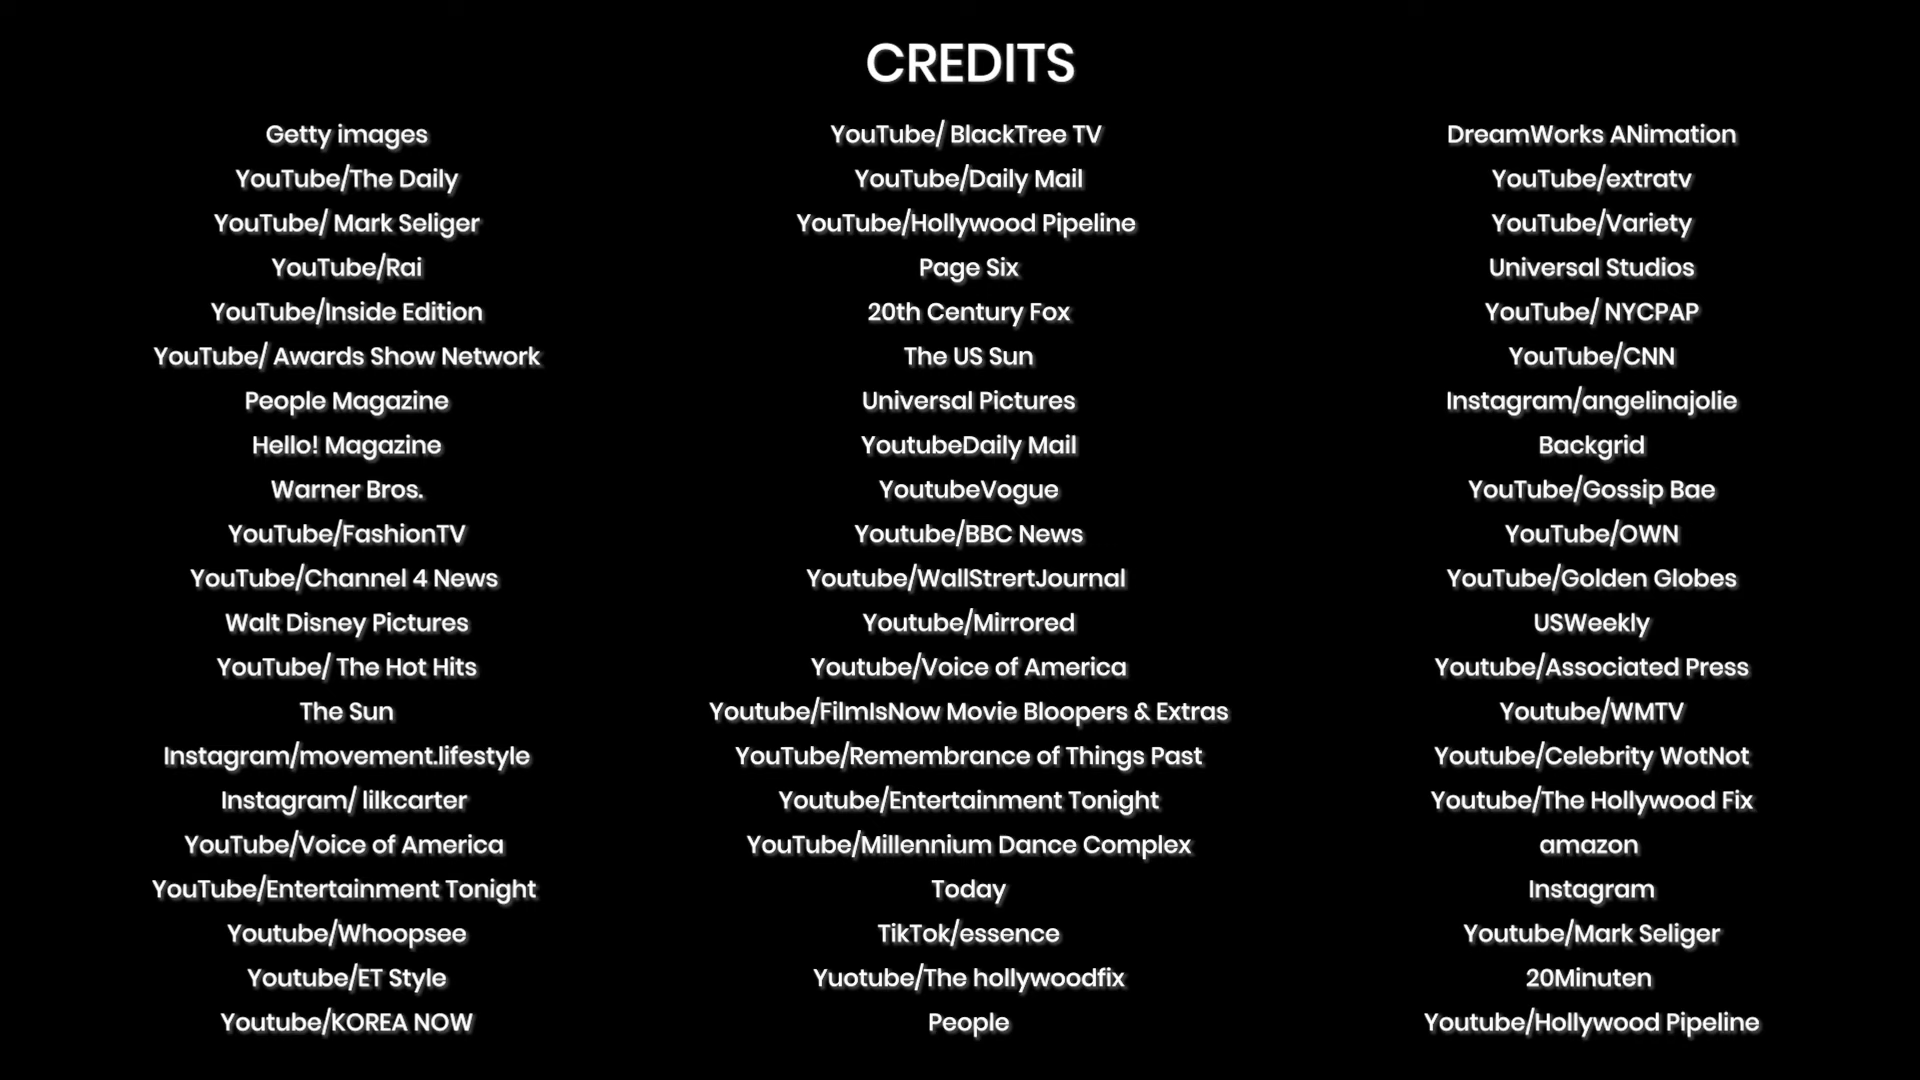 CREDITS
Getty images
YouTube/The Daily
YouTube/ Mark Seliger
YouTube/Rai
YouTube/Inside Edition
YouTube/ Awards Show Network
People Magazine
Hello! Magazine
Warner Bros.
YouTube/FashionTV
YouTube/Channel 4 News
Walt Disney Pictures
YouTube/ The Hot Hits
The Sun
Instagram/movement.lifestyle
Instagram/ lilkcarter
YouTube/Voice of America
YouTube/Entertainment Tonight
Youtube/Whoopsee
Youtube/ET Style
Youtube/KOREA NOW
YouTube/ BlackTree TV
YouTube/Daily Mail
YouTube/Hollywood Pipeline
Page Six
20th Century Fox
The US Sun
Universal Pictures
YoutubeDaily Mail
YoutubeVogue
Youtube/BBC News
Youtube/WallStrertJournal
Youtube/Mirrored
Youtube/Voice of America
Youtube/FilmIsNow Movie Bloopers & Extras
YouTube/Remembrance of Things Past
Youtube/Entertainment Tonight
YouTube/Millennium Dance Complex
Today
TikTok/essence
Yuotube/The hollywoodfix
People
DreamWorks ANimation
YouTube/extratv
YouTube/Variety
Universal Studios
YouTube/ NYCPAP
YouTube/CNN
Instagram/angelinajolie
Backgrid
YouTube/Gossip Bae
YouTube/OWN
YouTube/Golden Globes
USWeekly
Youtube/Associated Press
Youtube/WMTV
Youtube/Celebrity WotNot
Youtube/The Hollywood Fix
amazon
Instagram
Youtube/Mark Seliger
20Minuten
Youtube/Hollywood Pipeline